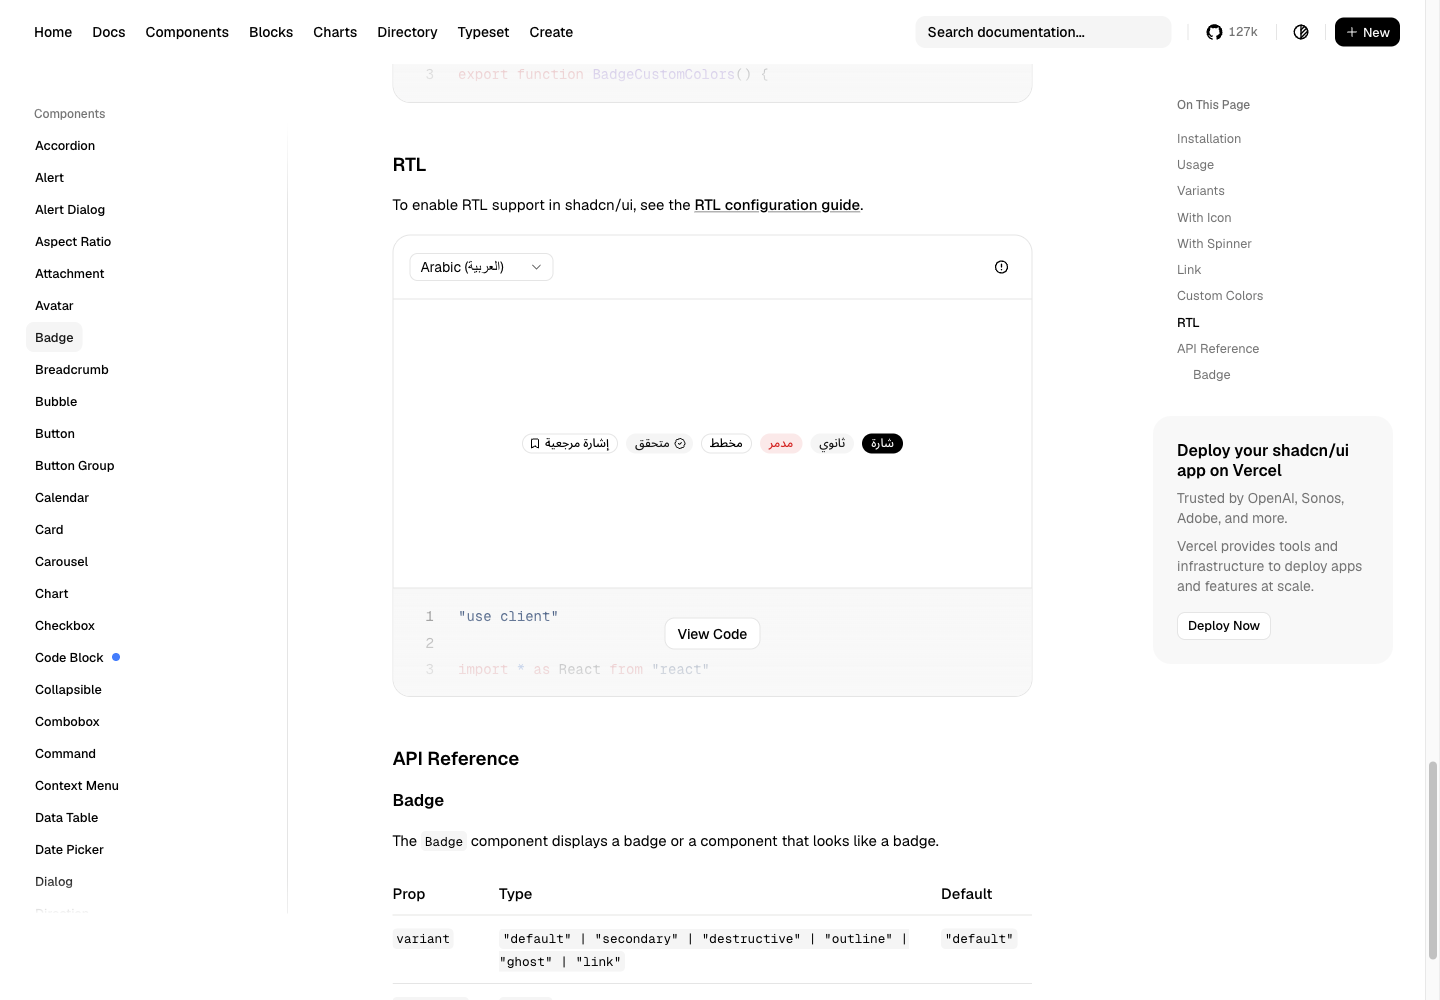 Home Docs Components Blocks Charts Directory Typeset Create
Search documentation...
127k
New
Components
Accordion
Alert
Alert Dialog
Aspect Ratio
Attachment
Avatar
Badge
Breadcrumb
Bubble
Button
Button Group
Calendar
Card
Carousel
Chart
Checkbox
Code Block
Collapsible
Combobox
Command
Context Menu
Data Table
Date Picker
Dialog
Direction
3 export function BadgeCustomColors() {
RTL
To enable RTL support in shadcn/ui, see the RTL configuration guide.
Arabic (العربية)
شارة ثانوي مدمر مخطط متحقق إشارة مرجعية
1 "use client"
2
3 import * as React from "react"
View Code
API Reference
Badge
The Badge component displays a badge or a component that looks like a badge.
Prop Type Default
variant "default" | "secondary" | "destructive" | "outline" | "default"
"ghost" | "link"
On This Page
Installation
Usage
Variants
With Icon
With Spinner
Link
Custom Colors
RTL
API Reference
Badge
Deploy your shadcn/ui
app on Vercel
Trusted by OpenAI, Sonos,
Adobe, and more.
Vercel provides tools and
infrastructure to deploy apps
and features at scale.
Deploy Now